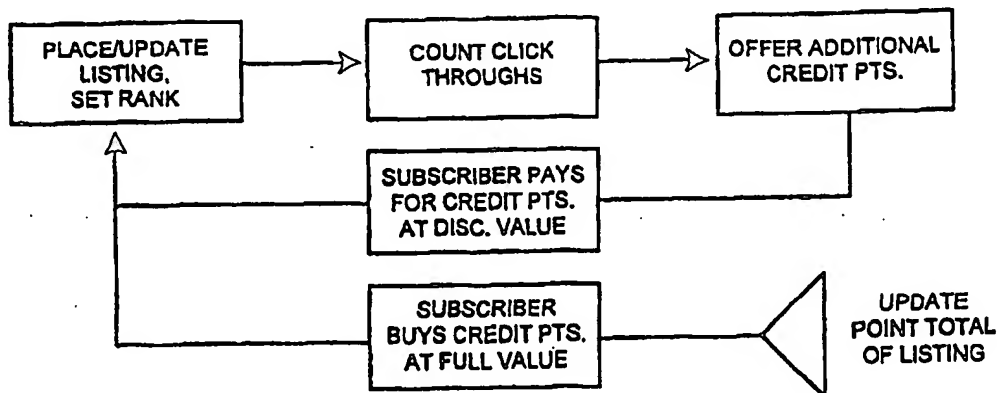 PLACE/UPDATE
LISTING,
SET RANK
COUNT CLICK
THROUGHS
OFFER ADDITIONAL
CREDIT PTS.
SUBSCRIBER PAYS
FOR CREDIT PTS.
AT DISC. VALUE
SUBSCRIBER
BUYS CREDIT PTS.
AT FULL VALUE
UPDATE
POINT TOTAL
OF LISTING